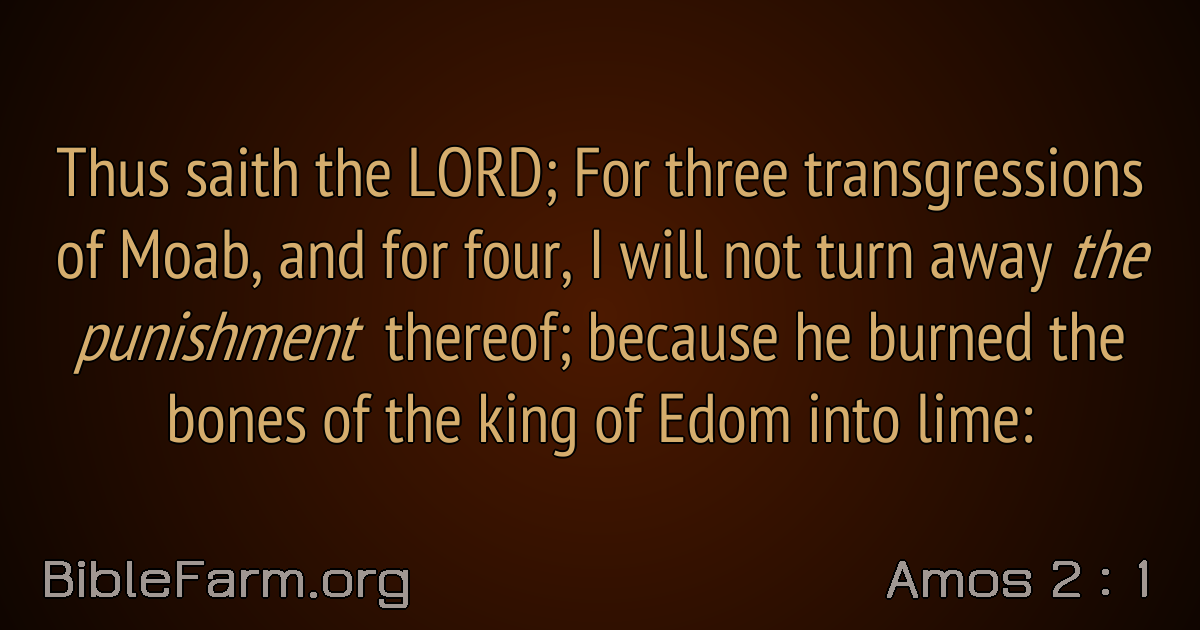 Thus saith the LORD; For three transgressions
of Moab, and for four, I will not turn away the
punishment thereof; because he burned the
bones of the king of Edom into lime:
BibleFarm.org
Amos 2 : 1